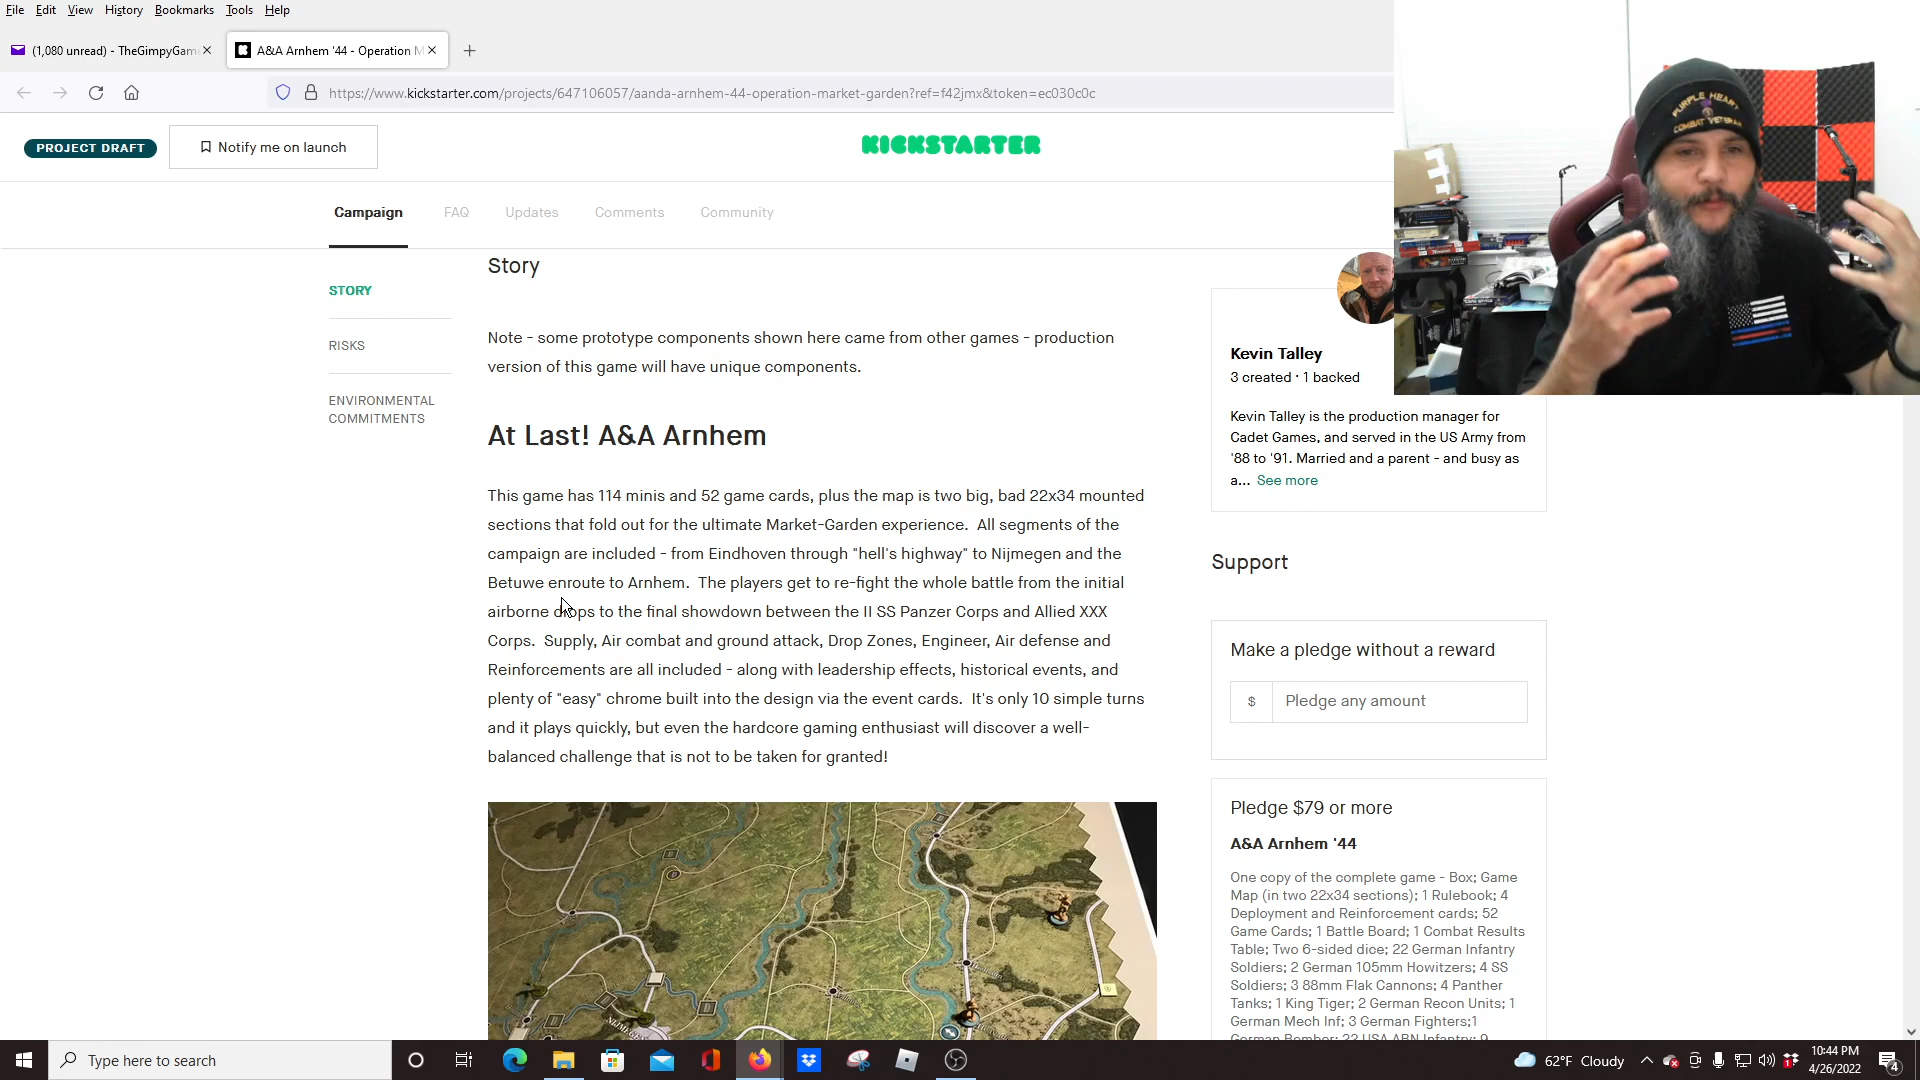 File Edit View History Bookmarks Tools Help
(1,080 unread) - TheGimpyGam
A&A Arnhem '44 - Operation M
https://www.kickstarter.com/projects/647106057/aanda-arnhem-44-operation-market-garden?ref=f42jmx&token=ec030c0c
PROJECT DRAFT
Notify me on launch
KICKSTARTER
PURPLE HEART
COMBAT VETERAN
Campaign FAQ Updates Comments Community
STORY
RISKS
ENVIRONMENTAL
COMMITMENTS
Story
Note - some prototype components shown here came from other games - production
version of this game will have unique components.
At Last! A&A Arnhem
This game has 114 minis and 52 game cards, plus the map is two big, bad 22x34 mounted
sections that fold out for the ultimate Market-Garden experience. All segments of the
campaign are included - from Eindhoven through "hell's highway" to Nijmegen and the
Betuwe enroute to Arnhem. The players get to re-fight the whole battle from the initial
airborne drops to the final showdown between the II SS Panzer Corps and Allied XXX
Corps. Supply, Air combat and ground attack, Drop Zones, Engineer, Air defense and
Reinforcements are all included - along with leadership effects, historical events, and
plenty of "easy" chrome built into the design via the event cards. It's only 10 simple turns
and it plays quickly, but even the hardcore gaming enthusiast will discover a well-
balanced challenge that is not to be taken for granted!
Kevin Talley
3 created · 1 backed
Kevin Talley is the production manager for
Cadet Games, and served in the US Army from
'88 to '91. Married and a parent - and busy as
a... See more
Support
Make a pledge without a reward
$ Pledge any amount
Pledge $79 or more
A&A Arnhem '44
One copy of the complete game - Box; Game
Map (in two 22x34 sections); 1 Rulebook; 4
Deployment and Reinforcement cards; 52
Game Cards; 1 Battle Board; 1 Combat Results
Table; Two 6-sided dice; 22 German Infantry
Soldiers; 2 German 105mm Howitzers; 4 SS
Soldiers; 3 88mm Flak Cannons; 4 Panther
Tanks; 1 King Tiger; 2 German Recon Units; 1
German Mech Inf; 3 German Fighters;1
German Bomber; 22 USA ABN Infantry; 9
Type here to search
62°F Cloudy
10:44 PM
4/26/2022
4